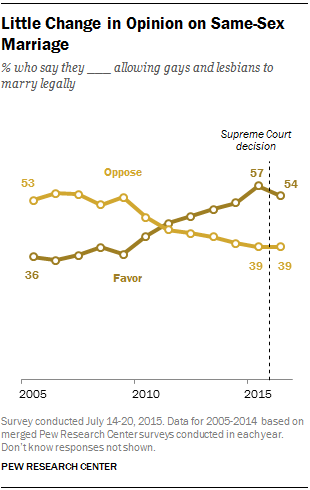 Little Change in Opinion on Same-Sex
Marriage
% who say they ___ allowing gays and lesbians to
marry legally
Supreme Court
decision
53
Oppose
57
54
36
Favor
39
39
2005
2010
2015
Survey conducted July 14-20, 2015. Data for 2005-2014 based on
merged Pew Research Center surveys conducted in each year.
Don't know responses not shown.
PEW RESEARCH CENTER